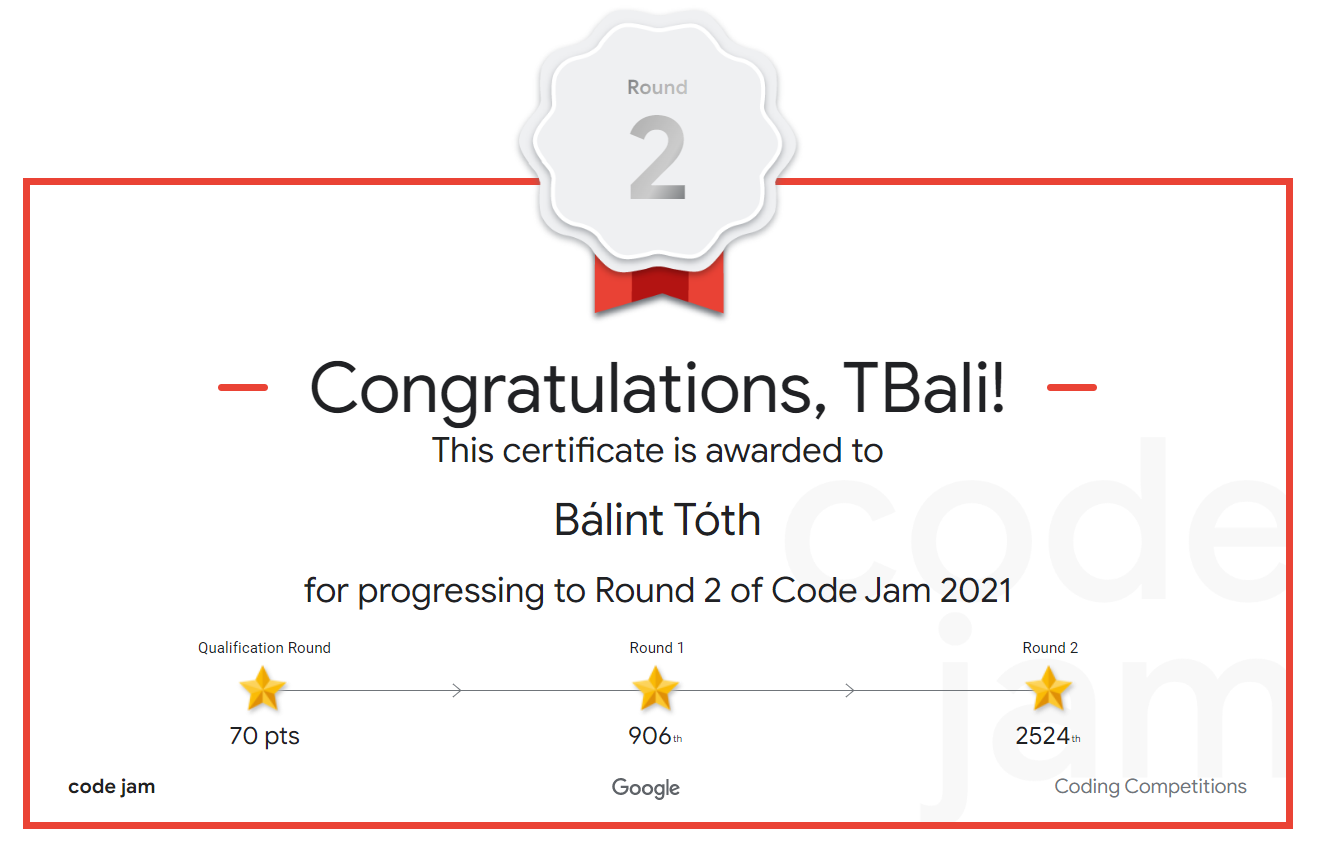 Round
2
Congratulations, TBali!
This certificate is awarded to
Bálint Tóth
for progressing to Round 2 of Code Jam 2021
Qualification Round Round 1 Round 2
70 pts 906th 2524th
code jam Google Coding Competitions
code
jam